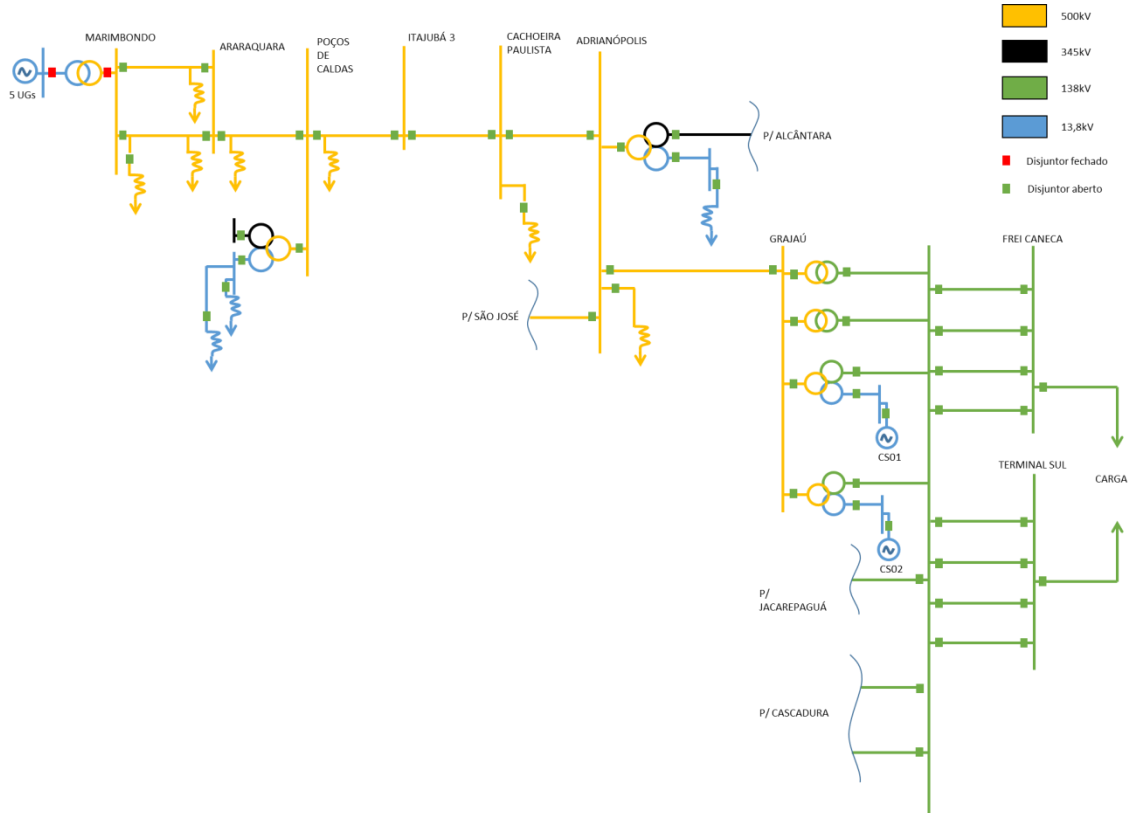 MARIMBONDO
ARARAQUARA
POÇOS
DE
CALDAS
ITAJUBÁ 3
CACHOEIRA
PAULISTA
ADRIANÓPOLIS
500kV
345kV
138kV
13,8kV
Disjuntor fechado
Disjuntor aberto
5 UGs
P/ ALCÂNTARA
GRAJAÚ
FREI CANECA
P/ SÃO JOSÉ
CS01
TERMINAL SUL
CARGA
CS02
P/
JACAREPAGUÁ
P/ CASCADURA